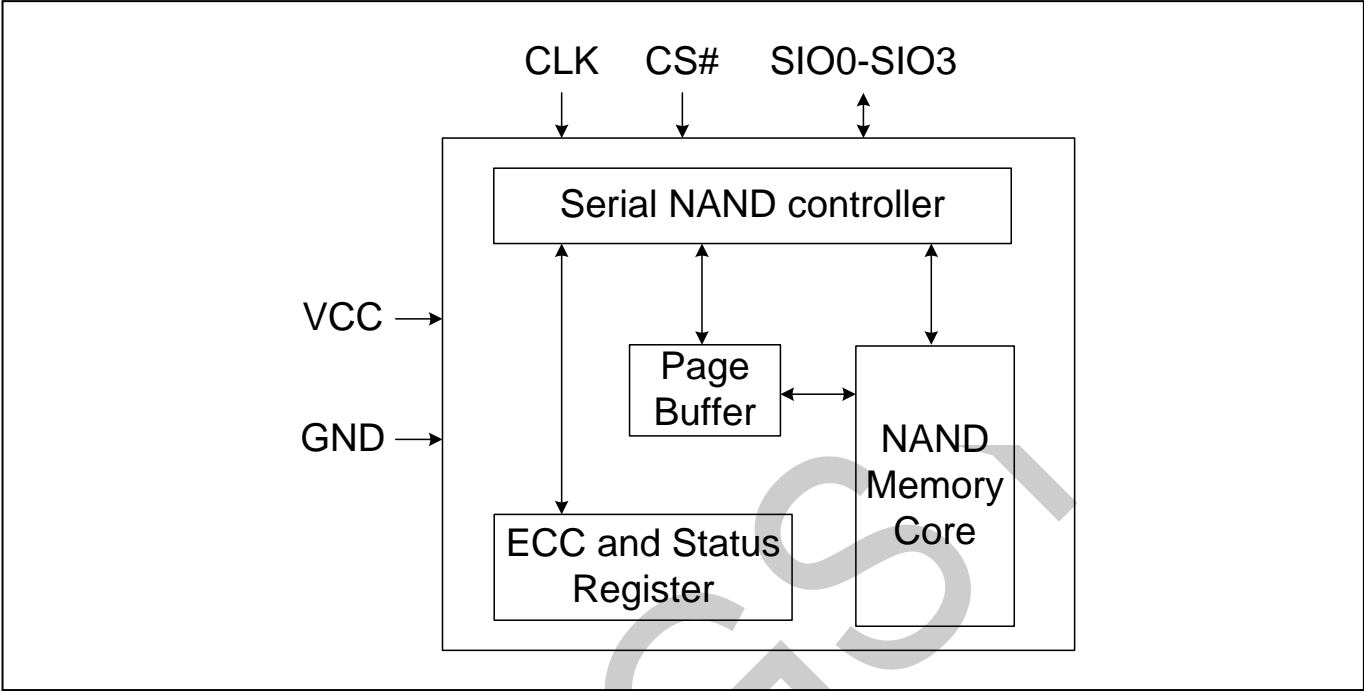 CLK CS# SIO0-SIO3
Serial NAND controller
VCC
Page
Buffer
GND
NAND
Memory
Core
ECC and Status
Register